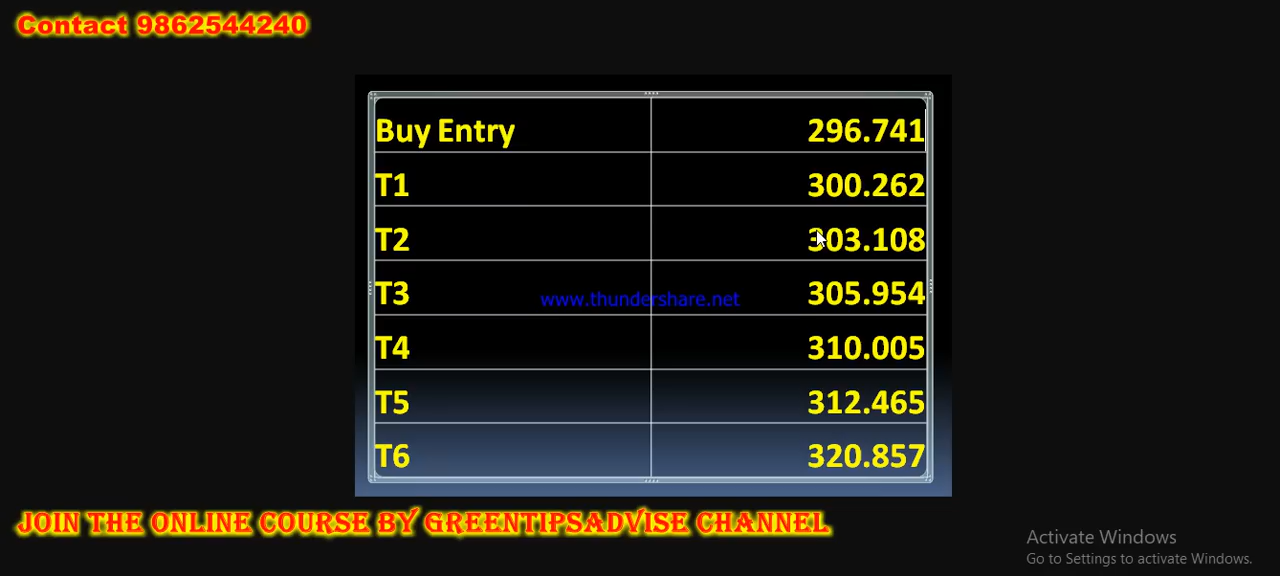 Contact 9862544240
Buy Entry 296.741
T1 300.262
T2 303.108
T3 305.954
www.thundershare.net
T4 310.005
T5 312.465
T6 320.857
JOIN THE ONLINE COURSE BY GREENTIPSADVISE CHANNEL
Activate Windows
Go to Settings to activate Windows.